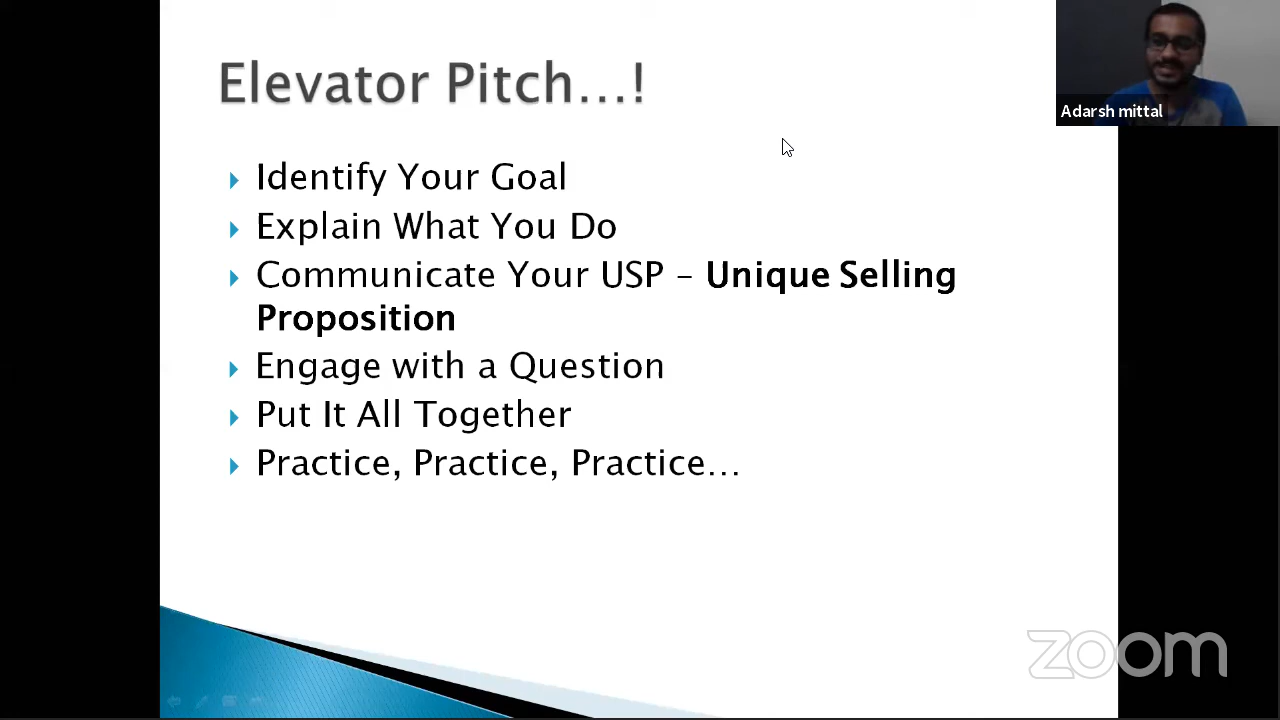 Elevator Pitch...!
Adarsh mittal
Identify Your Goal
Explain What You Do
Communicate Your USP – Unique Selling
Proposition
Engage with a Question
Put It All Together
Practice, Practice, Practice...
zoom